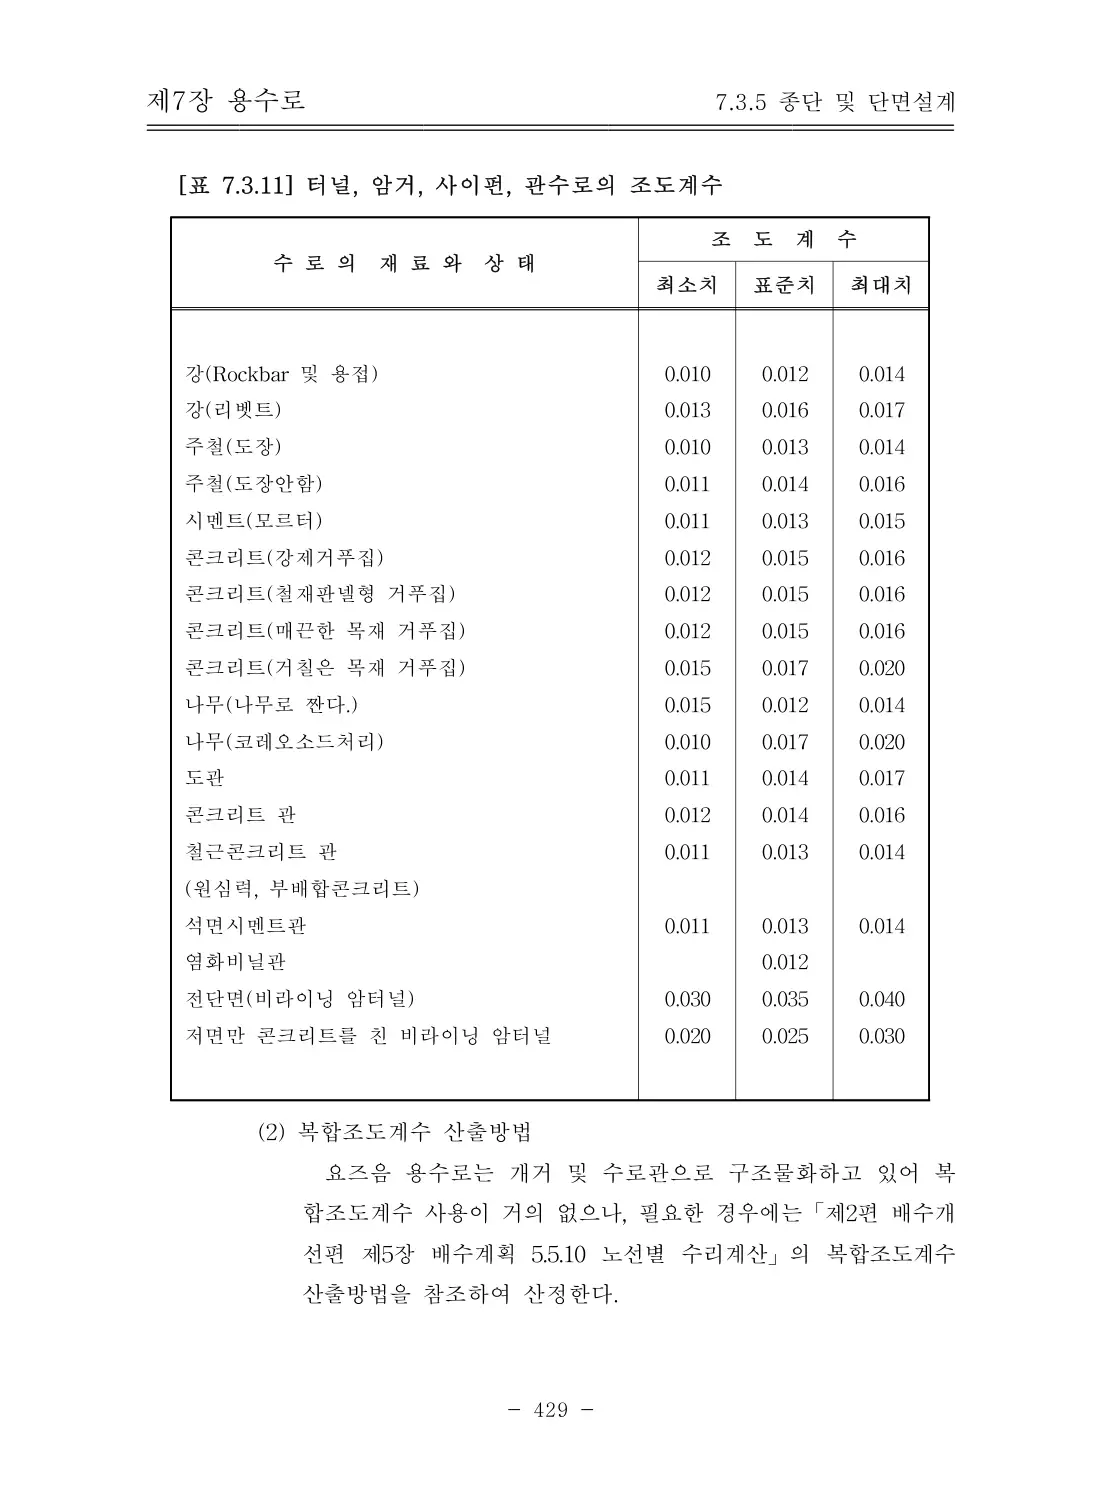 제7장 용수로 7.3.5 종단 및 단면설계
[표 7.3.11] 터널, 암거, 사이펀, 관수로의 조도계수
수로의 재료와 상태 조도계수
최소치 표준치 최대치
강(Rockbar 및 용접) 0.010 0.012 0.014
강(리벳트) 0.013 0.016 0.017
주철(도장) 0.010 0.013 0.014
주철(도장안함) 0.011 0.014 0.016
시멘트(모르터) 0.011 0.013 0.015
콘크리트(강제거푸집) 0.012 0.015 0.016
콘크리트(철재판넬형 거푸집) 0.012 0.015 0.016
콘크리트(매끈한 목재 거푸집) 0.012 0.015 0.016
콘크리트(거칠은 목재 거푸집) 0.015 0.017 0.020
나무(나무로 짠다.) 0.015 0.012 0.014
나무(코레오소드처리) 0.010 0.017 0.020
도관 0.011 0.014 0.017
콘크리트 관 0.012 0.014 0.016
철근콘크리트 관 0.011 0.013 0.014
(원심력, 부배합콘크리트)
석면시멘트관 0.011 0.013 0.014
염화비닐관 0.012
전단면(비라이닝 암터널) 0.030 0.035 0.040
저면만 콘크리트를 친 비라이닝 암터널 0.020 0.025 0.030
(2) 복합조도계수 산출방법
요즈음 용수로는 개거 및 수로관으로 구조물화하고 있어 복
합조도계수 사용이 거의 없으나, 필요한 경우에는「제2편 배수개
선편 제5장 배수계획 5.5.10 노선별 수리계산」의 복합조도계수
산출방법을 참조하여 산정한다.
- 429 -